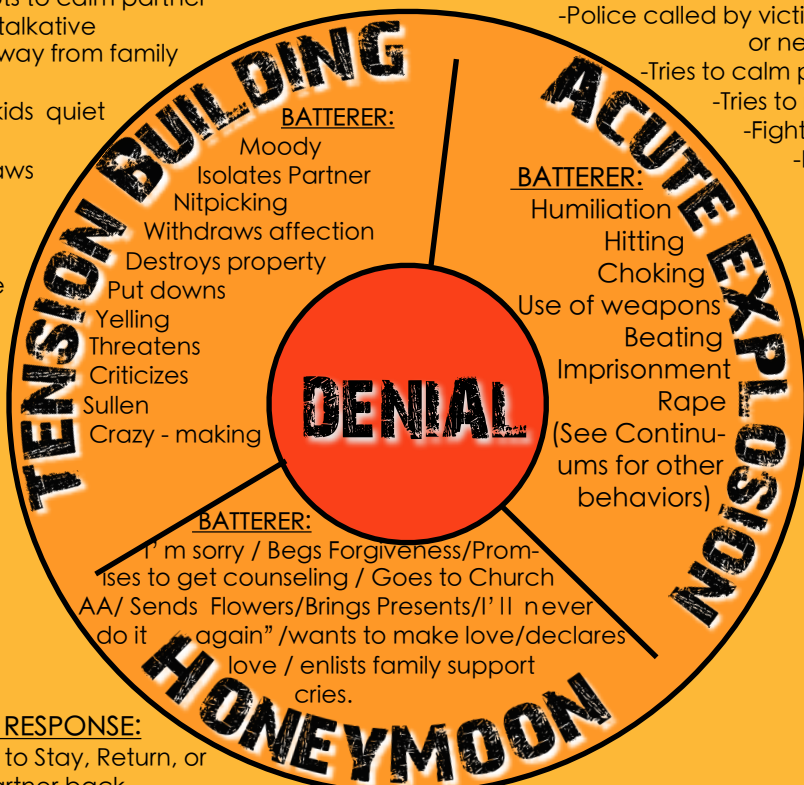 to calm partner
talkative
way from family
kids quiet
TENSION BUILDING
BATTERER:
Moody
Isolates Partner
Nitpicking
Withdraws affection
Destroys property
Put downs
Yelling
Threatens
Criticizes
Sullen
Crazy - making
-Police called by
or
-Tries to calm
-Tries to
ACUTE EXPLOSION
BATTERER:
Humiliation
Hitting
Choking
Use of weapons
Beating
Imprisonment
Rape
(See Continu-
ums for other
behaviors)
DENIAL
BATTERER:
I' m sorry / Begs Forgiveness/Prom-
ises to get counseling / Goes to Church
AA/ Sends Flowers/Brings Presents/I'll never
do it again" /wants to make love/declares
love / enlists family support
cries.
HONEYMOON
RESPONSE:
to Stay, Return, or
back